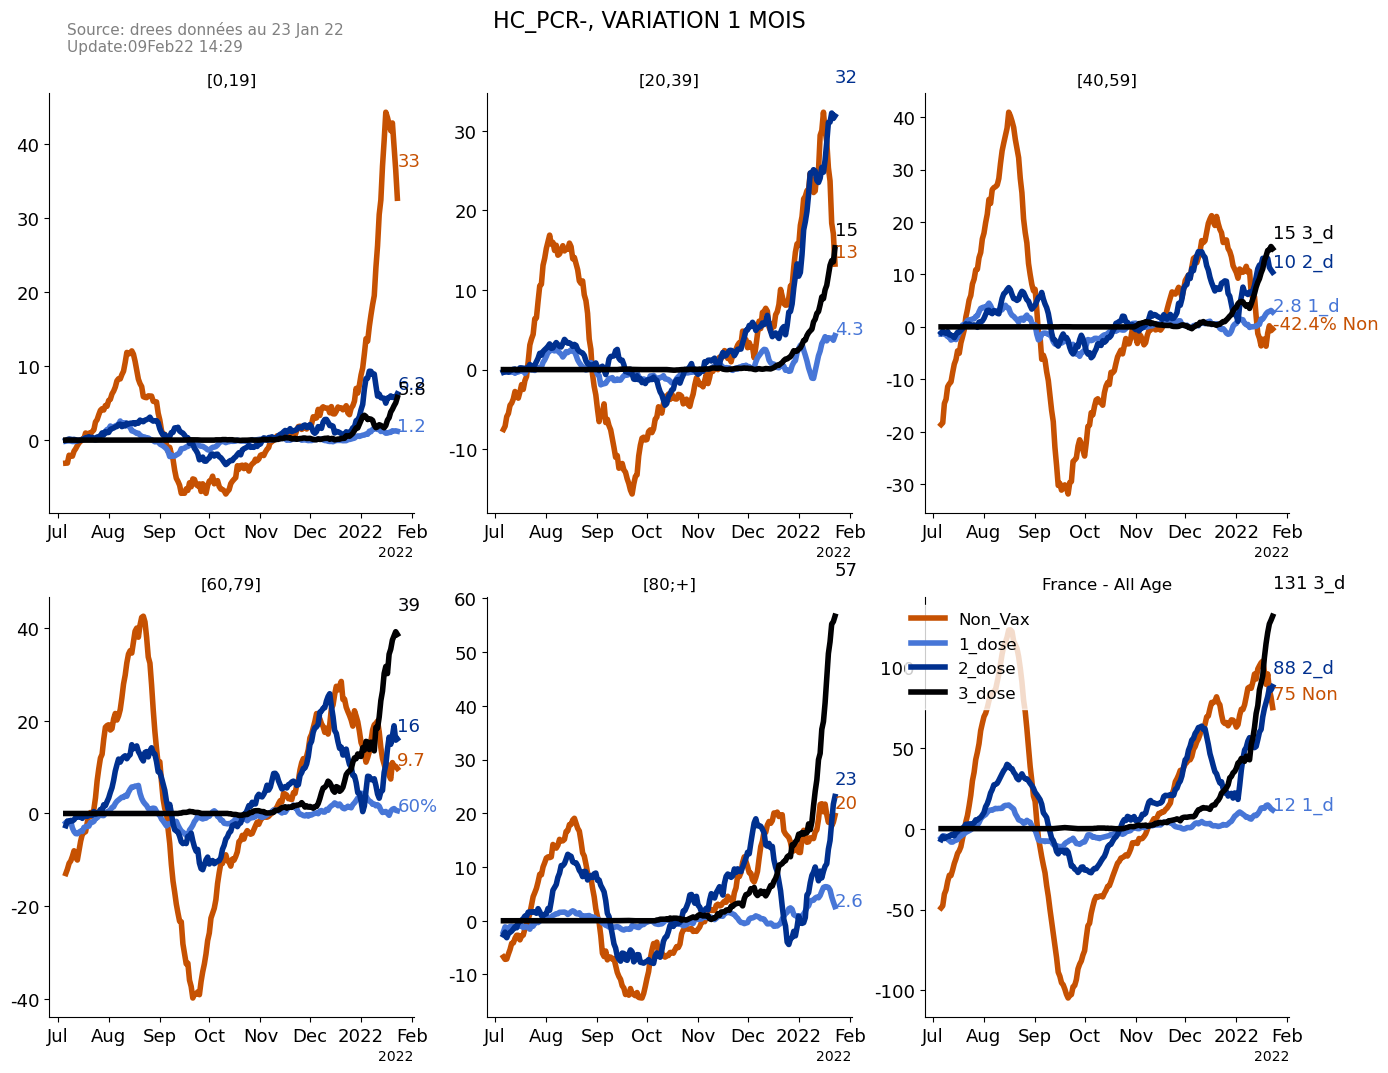 HC_PCR-, VARIATION 1 MOIS
Source: drees données au 23 Jan 22
Update:09Feb22 14:29
[0,19]
40
30
20
10
0
33
6.2
5.8
1.2
Jul Aug Sep Oct Nov Dec 2022 Feb
2022
[20,39]
30
20
10
0
-10
32
15
13
4.3
Jul Aug Sep Oct Nov Dec 2022 Feb
2022
[40,59]
40
30
20
10
0
-10
-20
-30
15 3_d
10 2_d
2.8 1_d
-42.4% Non
Jul Aug Sep Oct Nov Dec 2022 Feb
2022
[60,79]
40
20
0
-20
-40
39
16
9.7
60%
Jul Aug Sep Oct Nov Dec 2022 Feb
2022
[80;+]
60
50
40
30
20
10
0
-10
57
23
20
2.6
Jul Aug Sep Oct Nov Dec 2022 Feb
2022
France - All Age
Non_Vax
1_dose
2_dose
3_dose
100
50
0
-50
-100
131 3_d
88 2_d
75 Non
12 1_d
Jul Aug Sep Oct Nov Dec 2022 Feb
2022